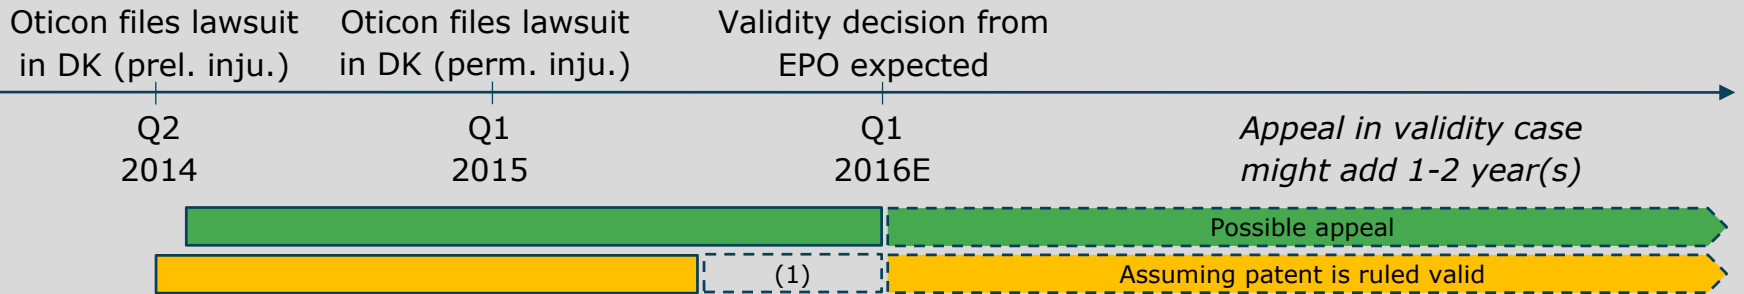 Oticon files lawsuit
in DK (prel. inju.)
Oticon files lawsuit
in DK (perm. inju.)
Validity decision from
EPO expected
Q2
2014
Q1
2015
Q1
2016E
Appeal in validity case
might add 1-2 year(s)
Possible appeal
(1)
Assuming patent is ruled valid